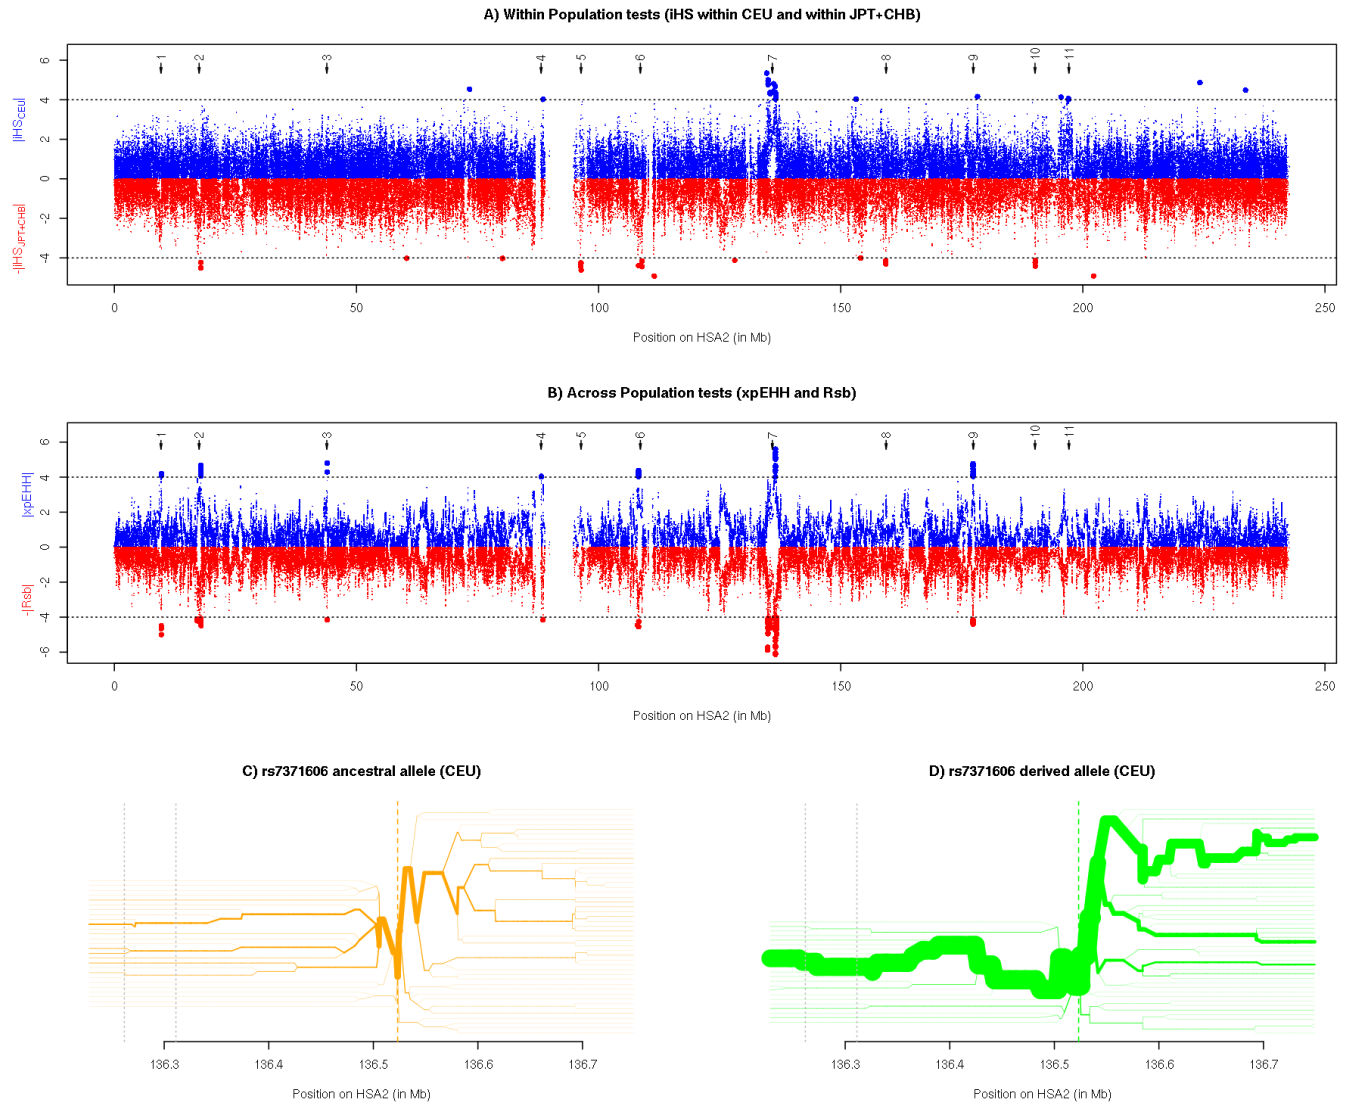 A) Within Population tests (iHS within CEU and within JPT+CHB)
1 2 3 4 5 6 7 8 9 10 11
6
4
2
0
-2
-4
|iHSCEU|
-|iHSJPT+CHB|
0 50 100 150 200 250
Position on HSA2 (in Mb)
B) Across Population tests (xpEHH and Rsb)
1 2 3 4 5 6 7 8 9 10 11
6
4
2
0
-2
-4
-6
|xpEHH|
-|Rsb|
0 50 100 150 200 250
Position on HSA2 (in Mb)
C) rs7371606 ancestral allele (CEU)
136.3 136.4 136.5 136.6 136.7
Position on HSA2 (in Mb)
D) rs7371606 derived allele (CEU)
136.3 136.4 136.5 136.6 136.7
Position on HSA2 (in Mb)